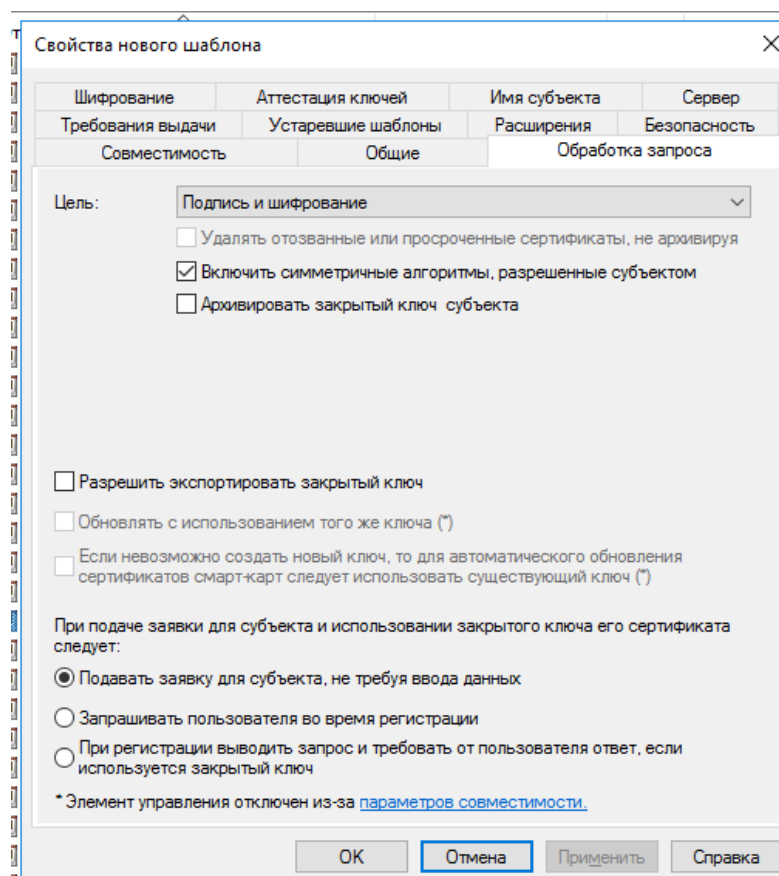 Свойства нового шаблона
Шифрование Аттестация ключей Имя субъекта Сервер
Требования выдачи Устаревшие шаблоны Расширения Безопасность
Совместимость Общие Обработка запроса
Цель: Подпись и шифрование
Удалять отозванные или просроченные сертификаты, не архивируя
Включить симметричные алгоритмы, разрешенные субъектом
Архивировать закрытый ключ субъекта
Разрешить экспортировать закрытый ключ
Обновлять с использованием того же ключа (*)
Если невозможно создать новый ключ, то для автоматического обновления
сертификатов смарт-карт следует использовать существующий ключ (*)
При подаче заявки для субъекта и использовании закрытого ключа его сертификата
следует:
Подавать заявку для субъекта, не требуя ввода данных
Запрашивать пользователя во время регистрации
При регистрации выводить запрос и требовать от пользователя ответ, если
используется закрытый ключ
* Элемент управления отключен из-за параметров совместимости.
OK Отмена Применить Справка